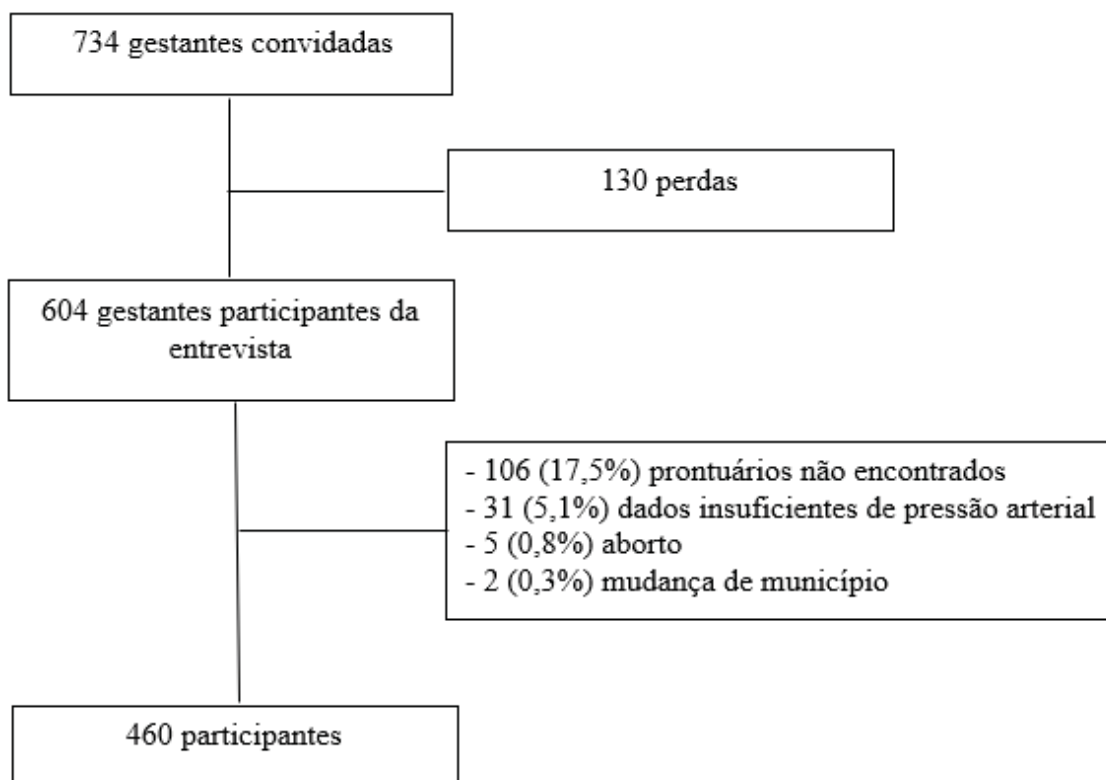 734 gestantes convidadas
130 perdas
604 gestantes participantes da
entrevista
- 106 (17,5%) prontuários não encontrados
- 31 (5,1%) dados insuficientes de pressão arterial
- 5 (0,8%) aborto
- 2 (0,3%) mudança de município
460 participantes